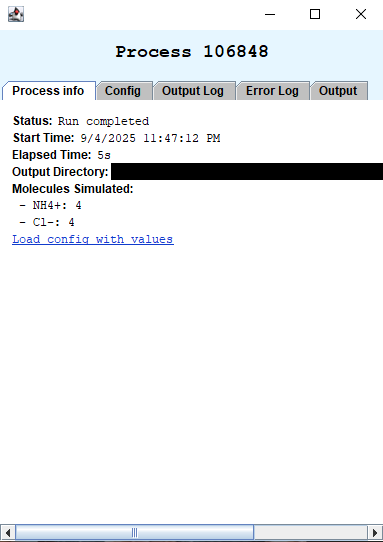 Process 106848
Process info Config Output Log Error Log Output
Status: Run completed
Start Time: 9/4/2025 11:47:12 PM
Elapsed Time: 5s
Output Directory:
Molecules Simulated:
- NH4+: 4
- Cl-: 4
Load config with values